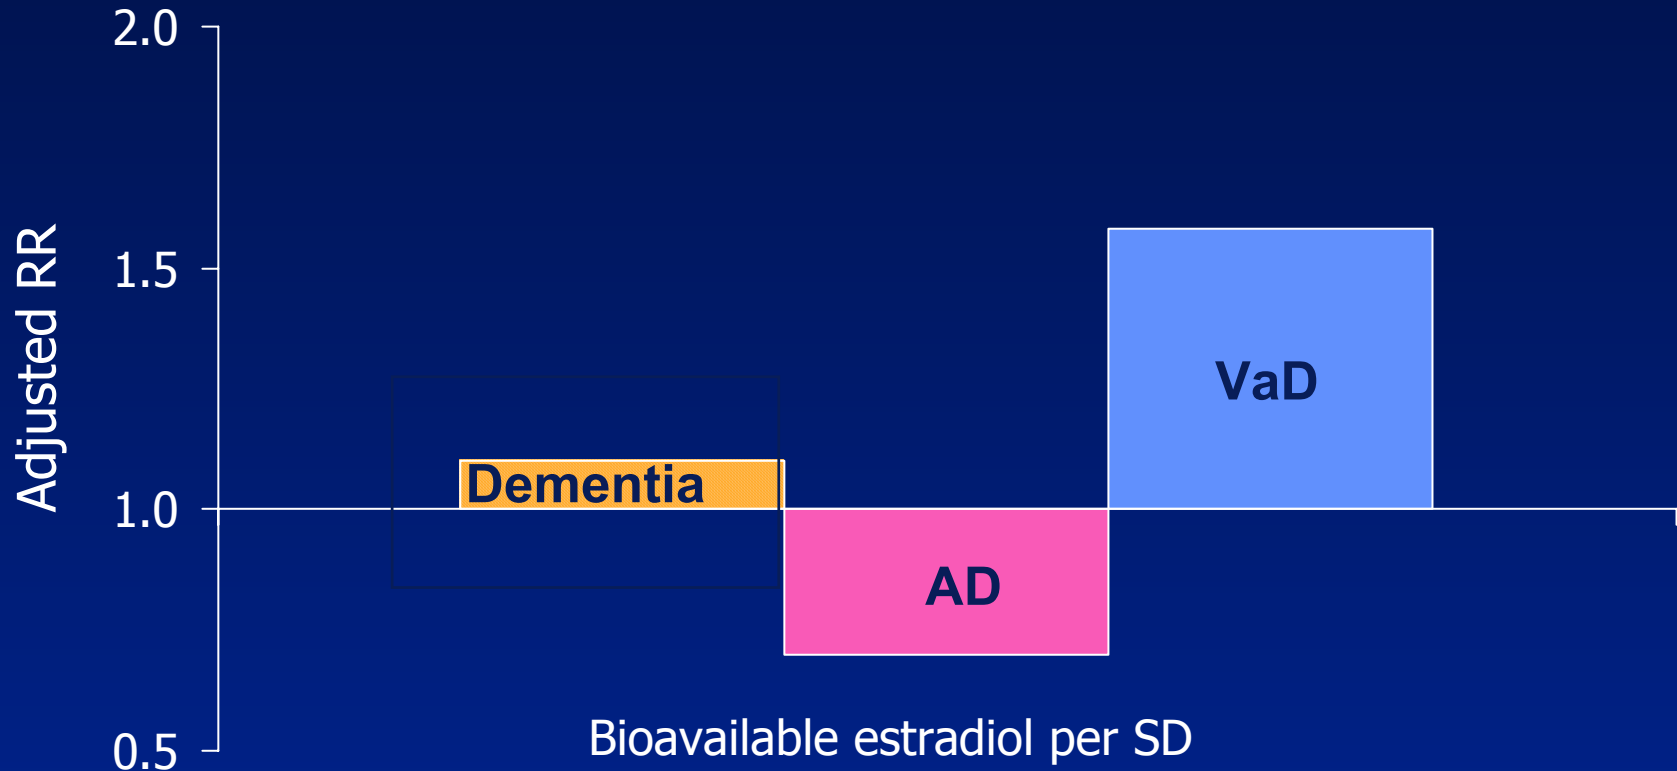 2.0
1.5
1.0
0.5
Adjusted RR
Dementia
AD
VaD
Bioavailable estradiol per SD